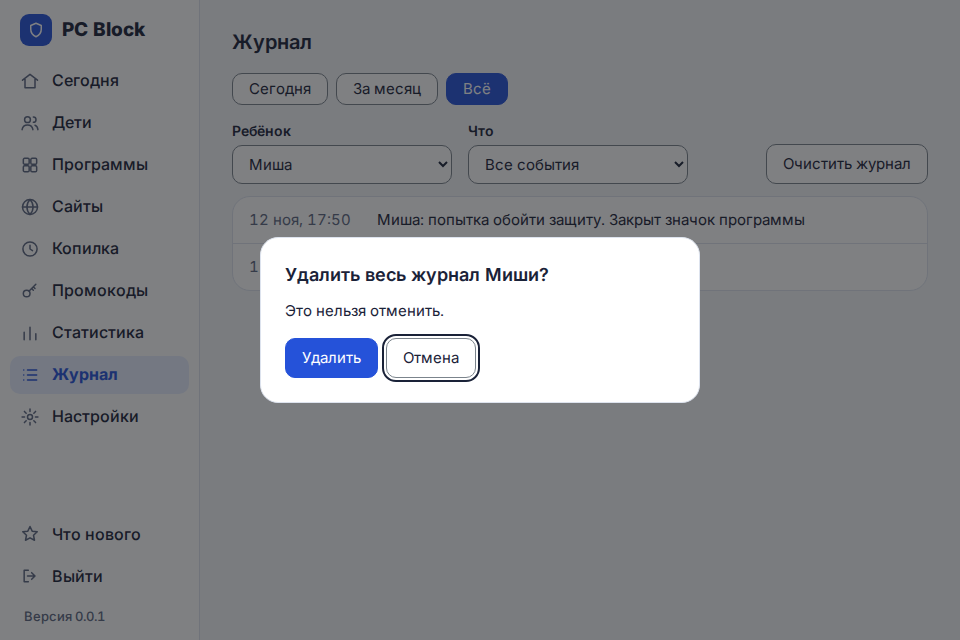 PC Block
Сегодня
Дети
Программы
Сайты
Копилка
Промокоды
Статистика
Журнал
Настройки
Что нового
Выйти
Версия 0.0.1
Журнал
Сегодня
За месяц
Всё
Ребёнок
Что
Миша
Все события
Очистить журнал
12 ноя, 17:50 Миша: попытка обойти защиту. Закрыт значок программы
1
Удалить весь журнал Миши?
Это нельзя отменить.
Удалить
Отмена